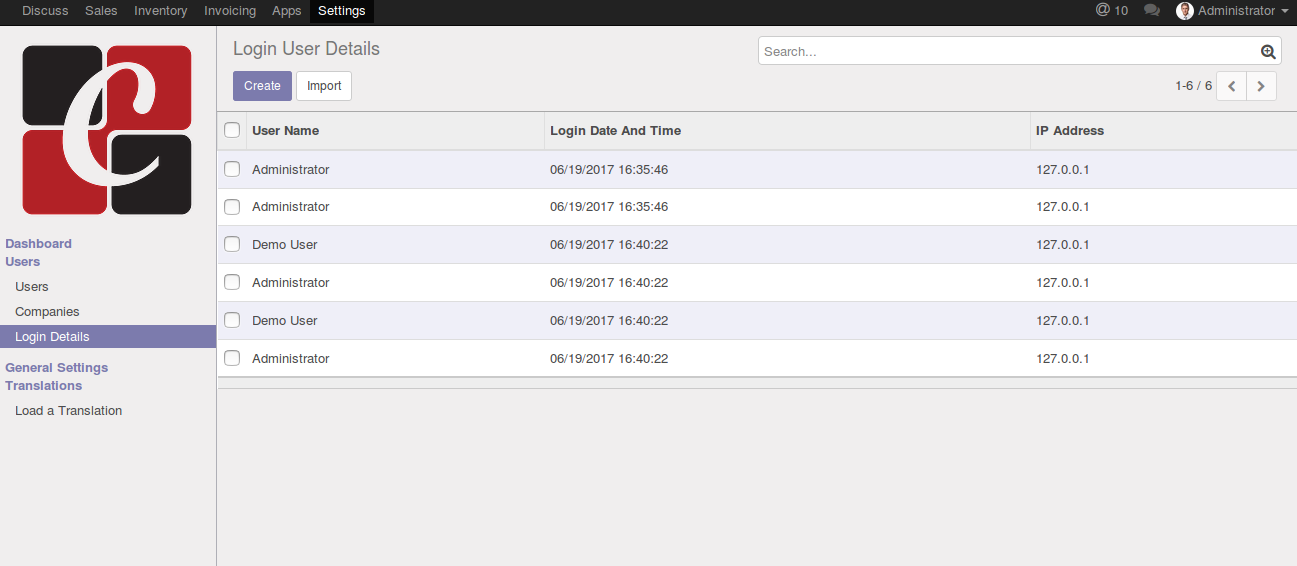 Discuss Sales Inventory Invoicing Apps Settings @ 10 Administrator
C
Login User Details
Search...
Create Import
1-6 / 6
User Name Login Date And Time IP Address
Administrator 06/19/2017 16:35:46 127.0.0.1
Administrator 06/19/2017 16:35:46 127.0.0.1
Demo User 06/19/2017 16:40:22 127.0.0.1
Administrator 06/19/2017 16:40:22 127.0.0.1
Demo User 06/19/2017 16:40:22 127.0.0.1
Administrator 06/19/2017 16:40:22 127.0.0.1
Dashboard
Users
Users
Companies
Login Details
General Settings
Translations
Load a Translation